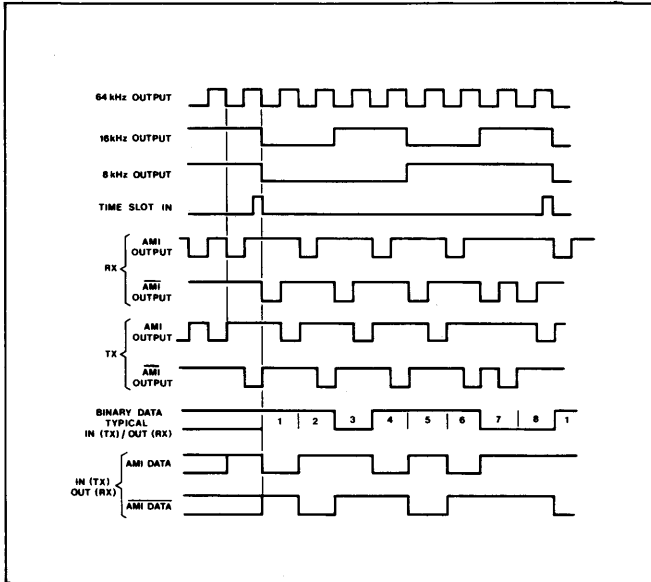 64kHz OUTPUT
16kHz OUTPUT
8 kHz OUTPUT
TIME SLOT IN
RX
AMI
OUTPUT
AMI
OUTPUT
TX
AMI
OUTPUT
AMI
OUTPUT
BINARY DATA
TYPICAL
IN (TX) / OUT (RX)
1 | 2 3 4 | 5 | 6 7 | 8 1
IN (TX)
OUT (RX)
AMI DATA
AMI DATA